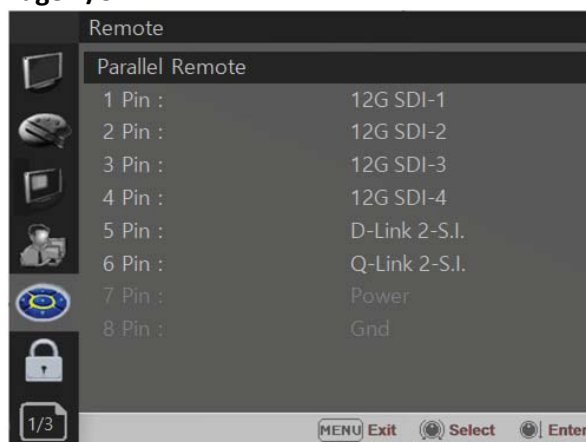 Remote
Parallel Remote
1 Pin : 12G SDI-1
2 Pin : 12G SDI-2
3 Pin : 12G SDI-3
4 Pin : 12G SDI-4
5 Pin : D-Link 2-S.I.
6 Pin : Q-Link 2-S.I.
7 Pin : Power
8 Pin : Gnd
1/3
MENU Exit Select Enter